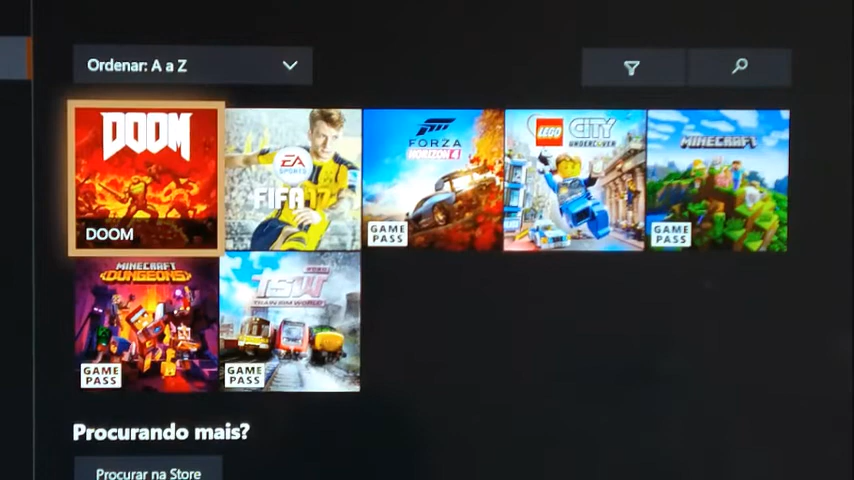 Ordenar: A a Z
DOOM
DOOM
EA
SPORTS
FIFA 17
FORZA
HORIZON 4
GAME
PASS
LEGO CITY
UNDERCOVER
MINECRAFT
GAME
PASS
MINECRAFT
DUNGEONS
GAME
PASS
TSW
2020
TRAIN SIM WORLD
GAME
PASS
Procurando mais?
Procurar na Store